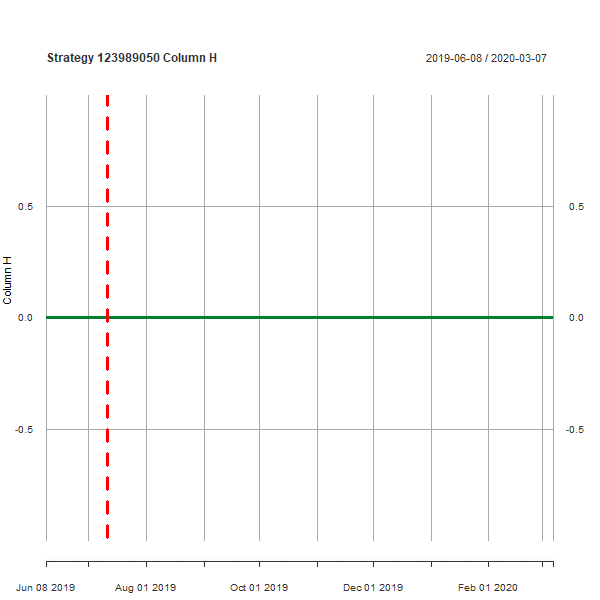 Strategy 123989050 Column H
2019-06-08 / 2020-03-07
0.5
0.5
Column H
0.0
0.0
-0.5
-0.5
Jun 08 2019
Aug 01 2019
Oct 01 2019
Dec 01 2019
Feb 01 2020